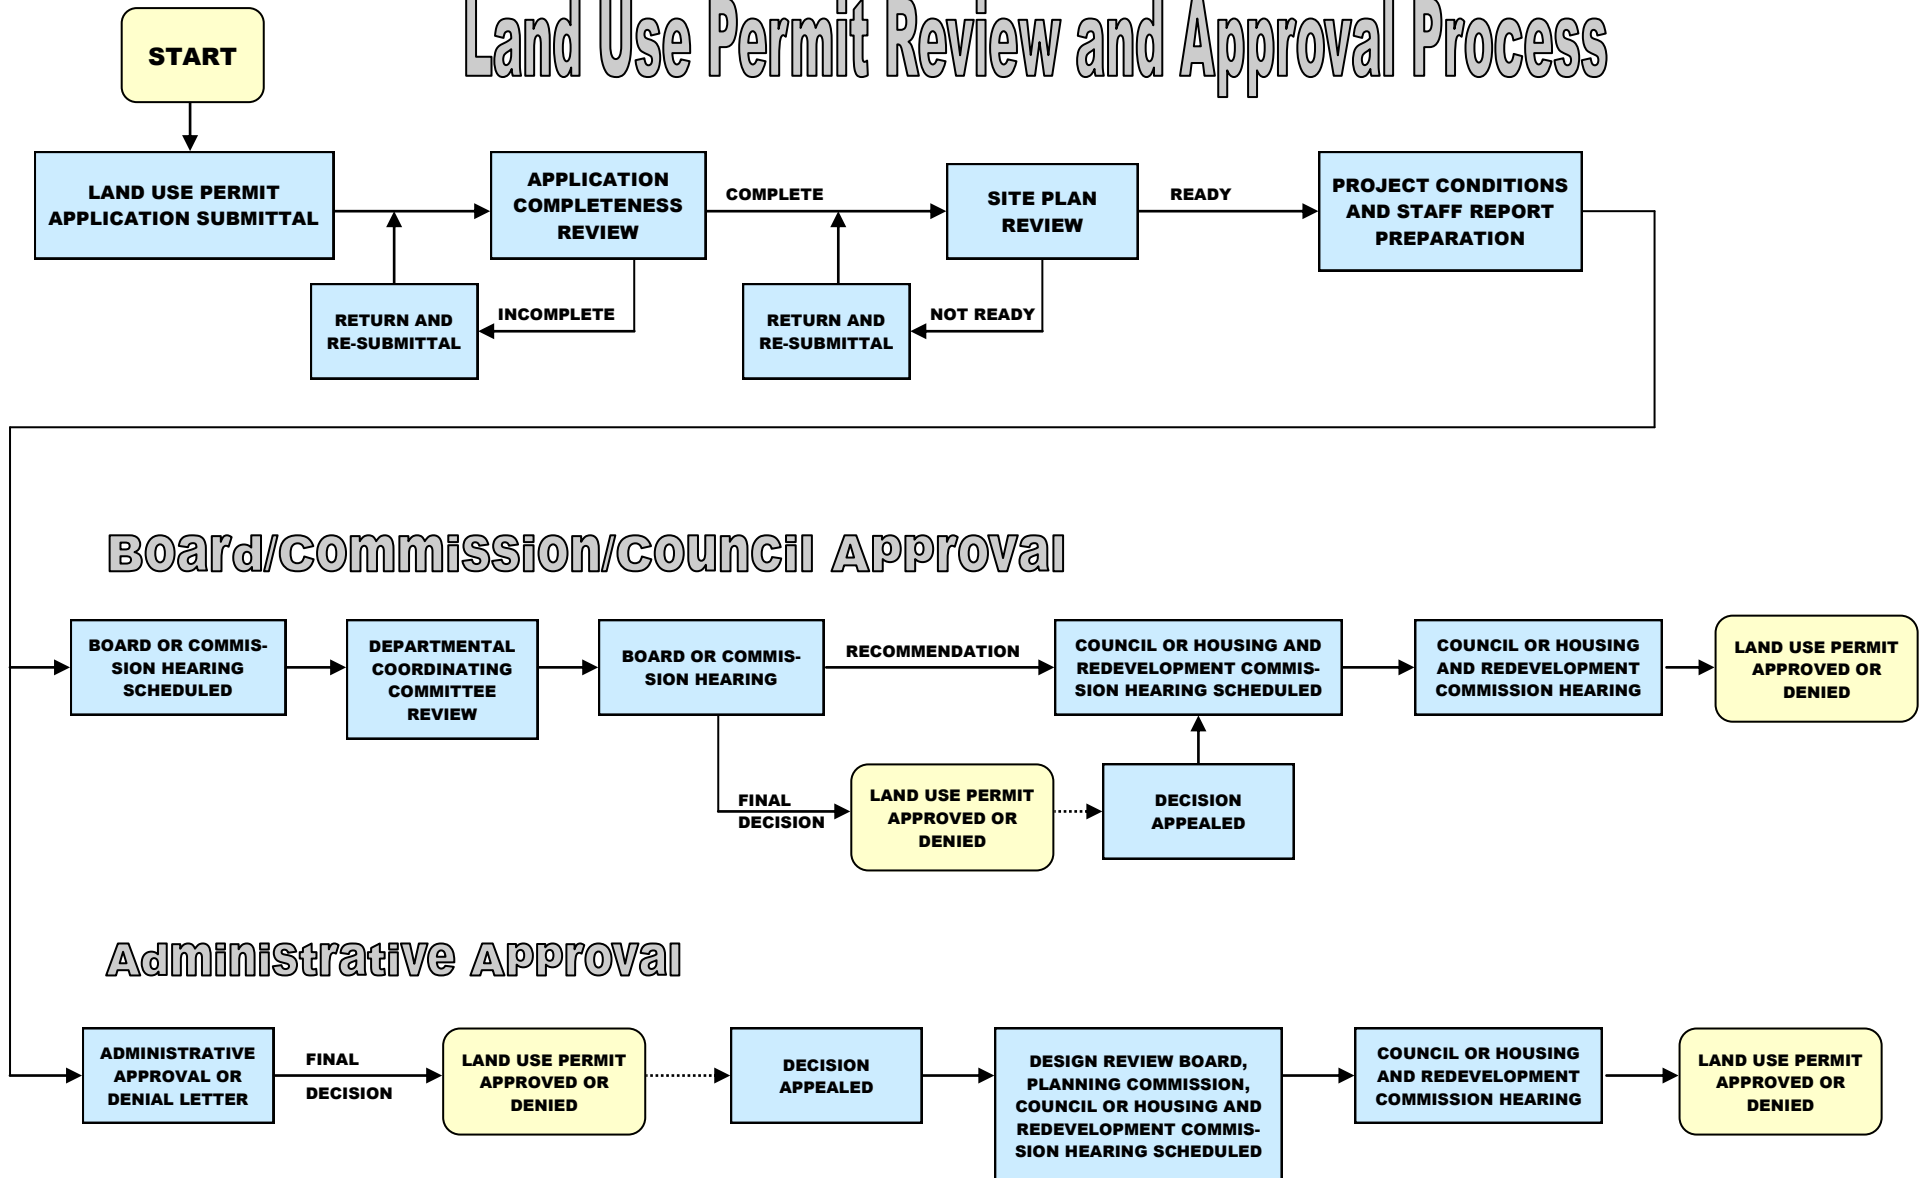 Land Use Permit Review and Approval Process
START
LAND USE PERMIT
APPLICATION SUBMITTAL
APPLICATION
COMPLETENESS
REVIEW
COMPLETE
SITE PLAN
REVIEW
READY
PROJECT CONDITIONS
AND STAFF REPORT
PREPARATION
RETURN AND
RE-SUBMITTAL
INCOMPLETE
RETURN AND
RE-SUBMITTAL
NOT READY
Board/Commission/Council Approval
BOARD OR COMMIS-
SION HEARING
SCHEDULED
DEPARTMENTAL
COORDINATING
COMMITTEE
REVIEW
BOARD OR COMMIS-
SION HEARING
RECOMMENDATION
COUNCIL OR HOUSING AND
REDEVELOPMENT COMMIS-
SION HEARING SCHEDULED
COUNCIL OR HOUSING
AND REDEVELOPMENT
COMMISSION HEARING
LAND USE PERMIT
APPROVED OR
DENIED
FINAL
DECISION
LAND USE PERMIT
APPROVED OR
DENIED
DECISION
APPEALED
Administrative Approval
ADMINISTRATIVE
APPROVAL OR
DENIAL LETTER
FINAL
DECISION
LAND USE PERMIT
APPROVED OR
DENIED
DECISION
APPEALED
DESIGN REVIEW BOARD,
PLANNING COMMISSION,
COUNCIL OR HOUSING AND
REDEVELOPMENT COMMIS-
SION HEARING SCHEDULED
COUNCIL OR HOUSING
AND REDEVELOPMENT
COMMISSION HEARING
LAND USE PERMIT
APPROVED OR
DENIED